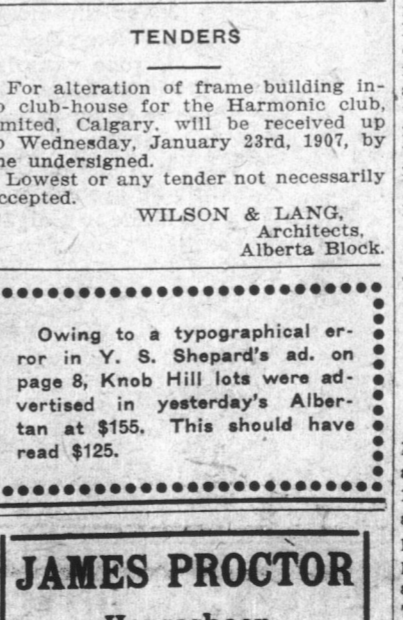 TENDERS
For alteration of frame building in-
o club-house for the Harmonic club,
mited, Calgary. will be received up
o Wednesday, January 23rd, 1907, by
he undersigned.
Lowest or any tender not necessarily
ccepted.
WILSON & LANG,
Architects,
Alberta Block.
Owing to a typographical er-
ror in Y. S. Shepard's ad. on
page 8, Knob Hill lots were ad-
vertised in yesterday's Alber-
tan at $155. This should have
read $125.
JAMES PROCTOR